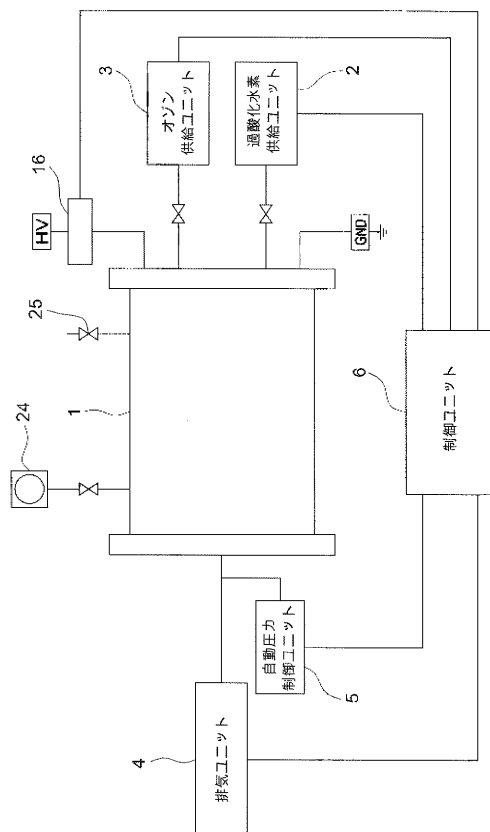 24
1
25
16
HV
3
オゾン
供給ユニット
2
過酸化水素
供給ユニット
GND
4
排気ユニット
自動圧力
制御ユニット
5
6
制御ユニット